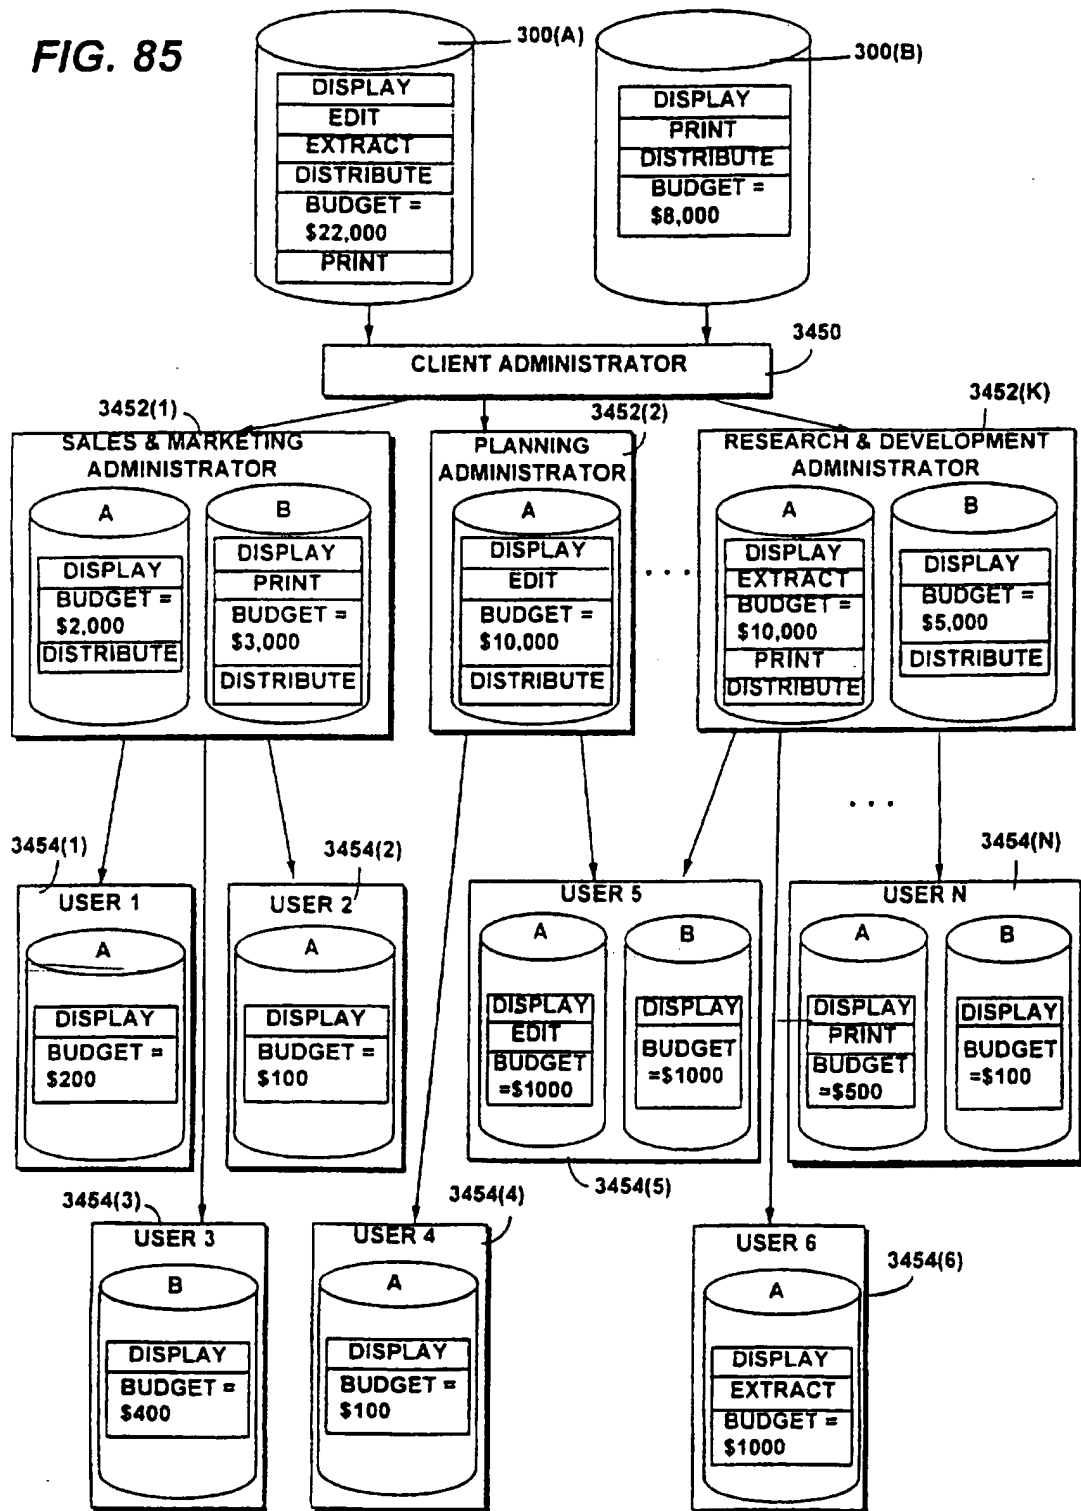 FIG. 85
300(A)
DISPLAY
EDIT
EXTRACT
DISTRIBUTE
BUDGET =
$22,000
PRINT
300(B)
DISPLAY
PRINT
DISTRIBUTE
BUDGET =
$8,000
CLIENT ADMINISTRATOR
3450
3452(1)
SALES & MARKETING
ADMINISTRATOR
A
DISPLAY
BUDGET =
$2,000
DISTRIBUTE
B
DISPLAY
PRINT
BUDGET =
$3,000
DISTRIBUTE
3452(2)
PLANNING
ADMINISTRATOR
A
DISPLAY
EDIT
BUDGET =
$10,000
DISTRIBUTE
. . .
3452(K)
RESEARCH & DEVELOPMENT
ADMINISTRATOR
A
DISPLAY
EXTRACT
BUDGET =
$10,000
PRINT
DISTRIBUTE
B
DISPLAY
BUDGET =
$5,000
DISTRIBUTE
. . .
3454(1)
USER 1
A
DISPLAY
BUDGET =
$200
3454(2)
USER 2
A
DISPLAY
BUDGET =
$100
USER 5
A
DISPLAY
EDIT
BUDGET
=$1000
B
DISPLAY
BUDGET
=$1000
3454(5)
3454(N)
USER N
A
DISPLAY
PRINT
BUDGET
=$500
B
DISPLAY
BUDGET
=$100
3454(3)
USER 3
B
DISPLAY
BUDGET =
$400
3454(4)
USER 4
A
DISPLAY
BUDGET =
$100
USER 6
3454(6)
A
DISPLAY
EXTRACT
BUDGET =
$1000